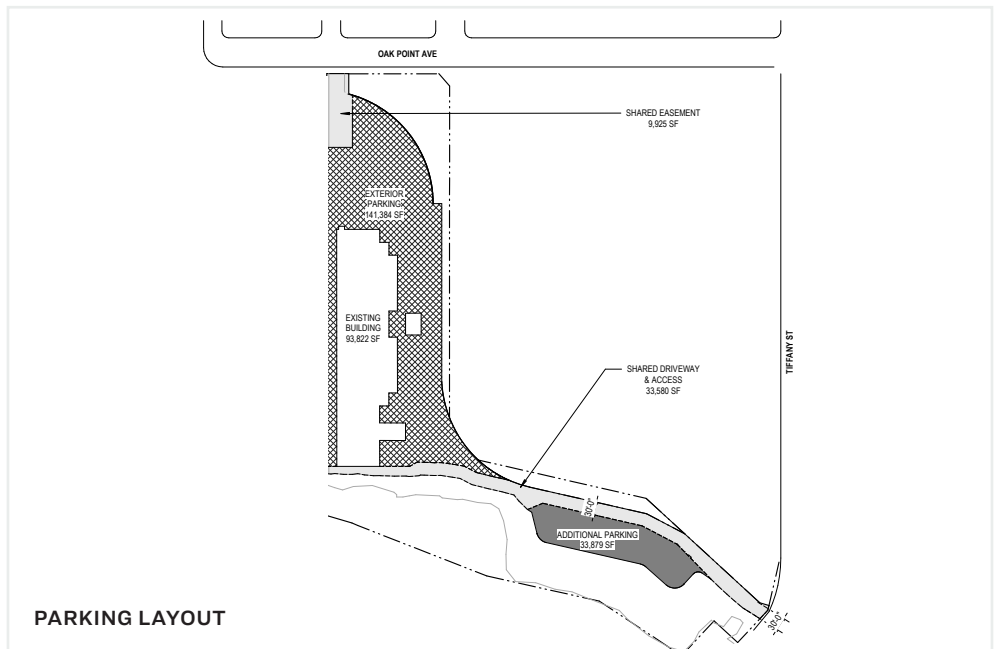 OAK POINT AVE
SHARED EASEMENT
9,925 SF
EXTERIOR
PARKING
141,384 SF
EXISTING
BUILDING
93,822 SF
TIFFANY ST
SHARED DRIVEWAY
& ACCESS
33,580 SF
30'-0"
ADDITIONAL PARKING
33,879 SF
30'-0"
PARKING LAYOUT